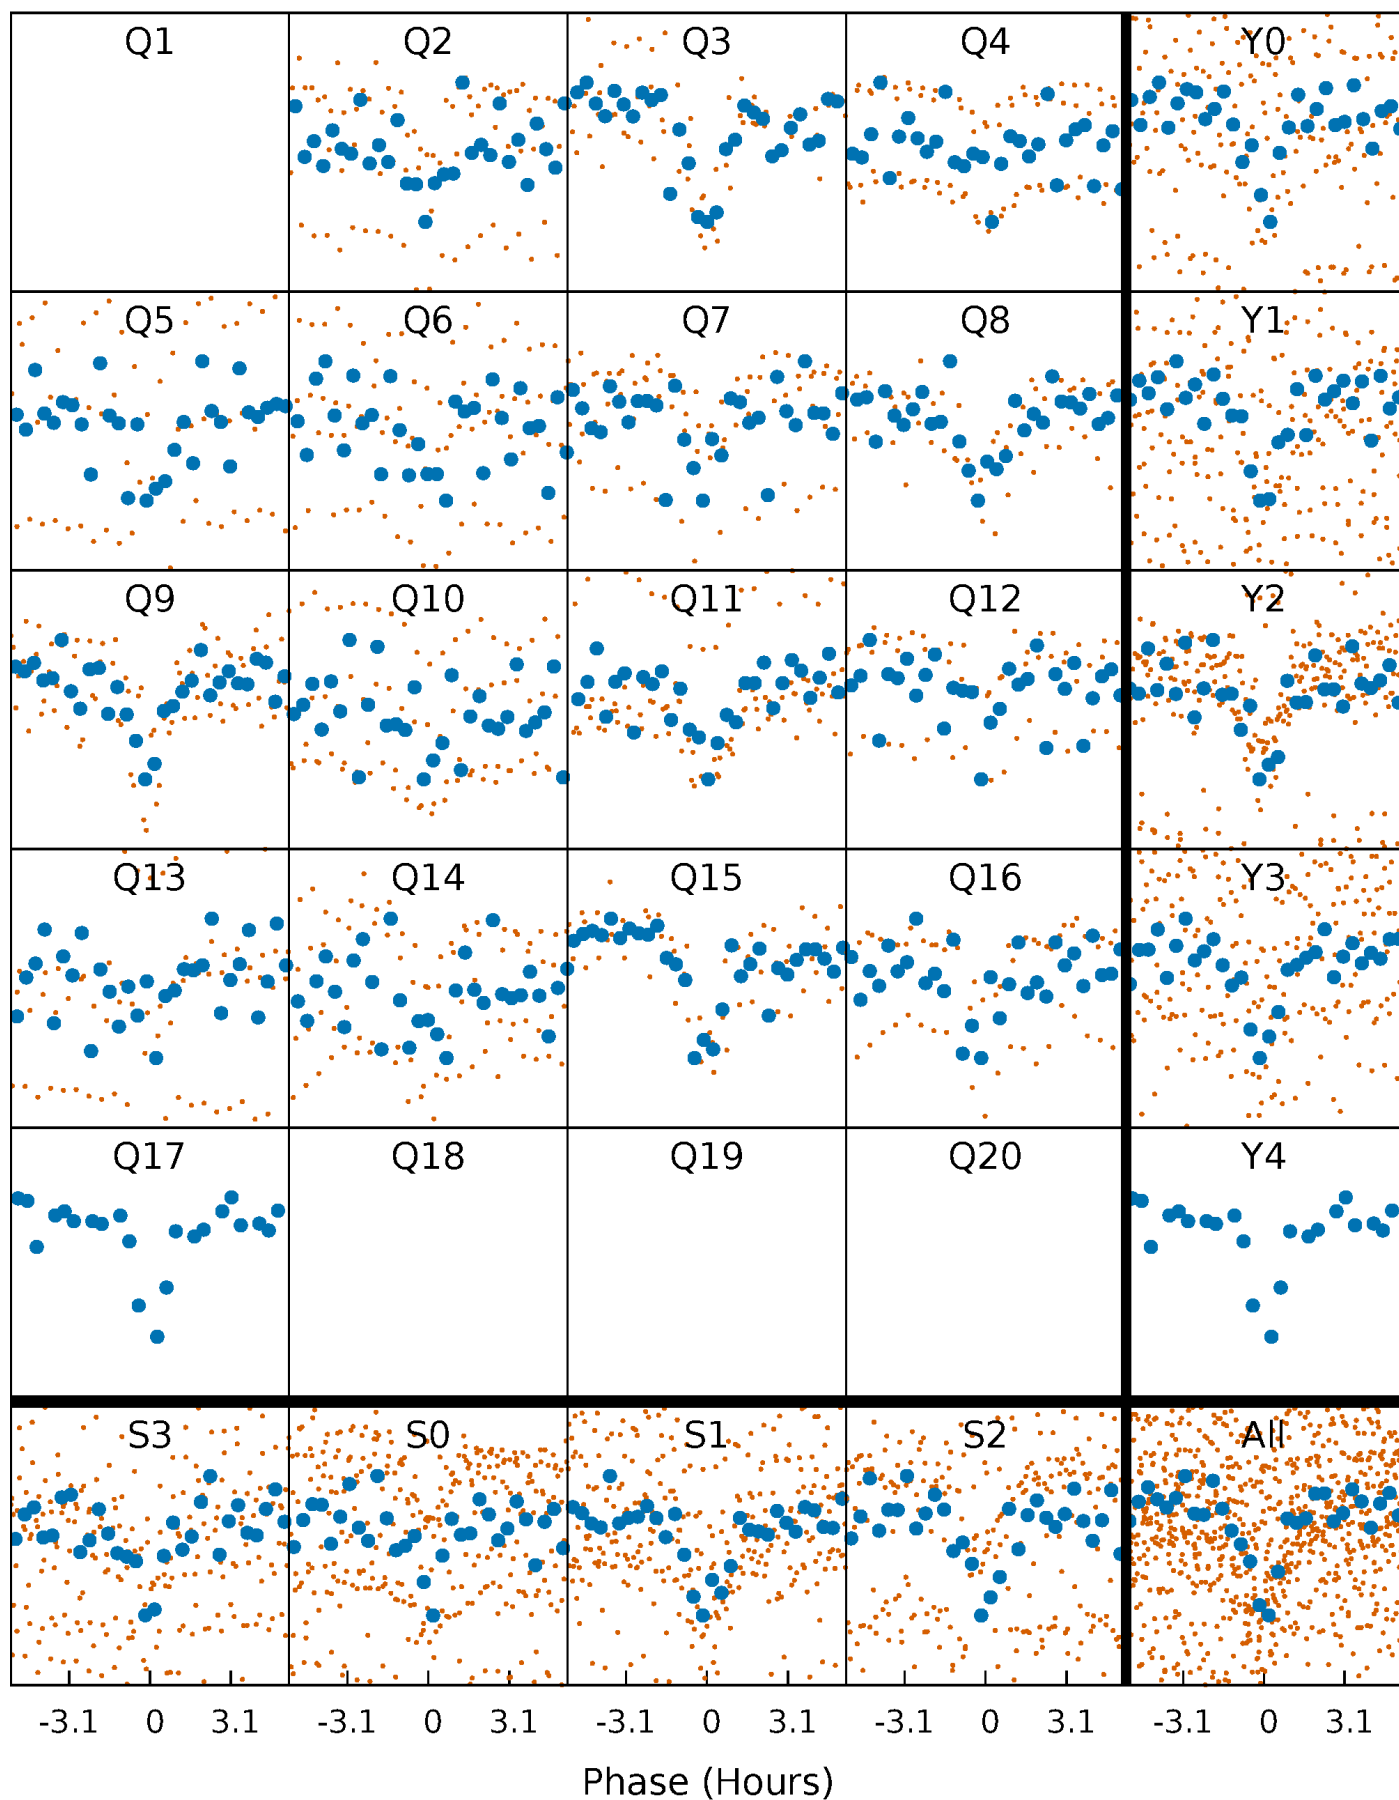 Q1 Q2 Q3 Q4 Y0
Q5 Q6 Q7 Q8 Y1
Q9 Q10 Q11 Q12 Y2
Q13 Q14 Q15 Q16 Y3
Q17 Q18 Q19 Q20 Y4
S3 S0 S1 S2 All
-3.1 0 3.1 -3.1 0 3.1 -3.1 0 3.1 -3.1 0 3.1 -3.1 0 3.1
Phase (Hours)